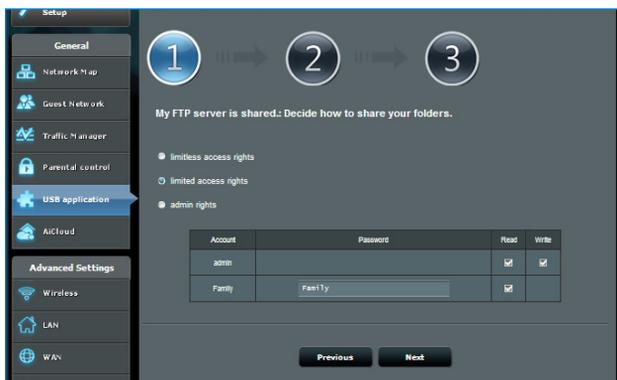 Setup
General
Network Map
Guest Network
Traffic Manager
Parental control
USB application
AiCloud
Advanced Settings
Wireless
LAN
WAN
1 2 3
My FTP server is shared.: Decide how to share your folders.
limitless access rights
limited access rights
admin rights
Account Password Read Write
admin
Family Family
Previous Next